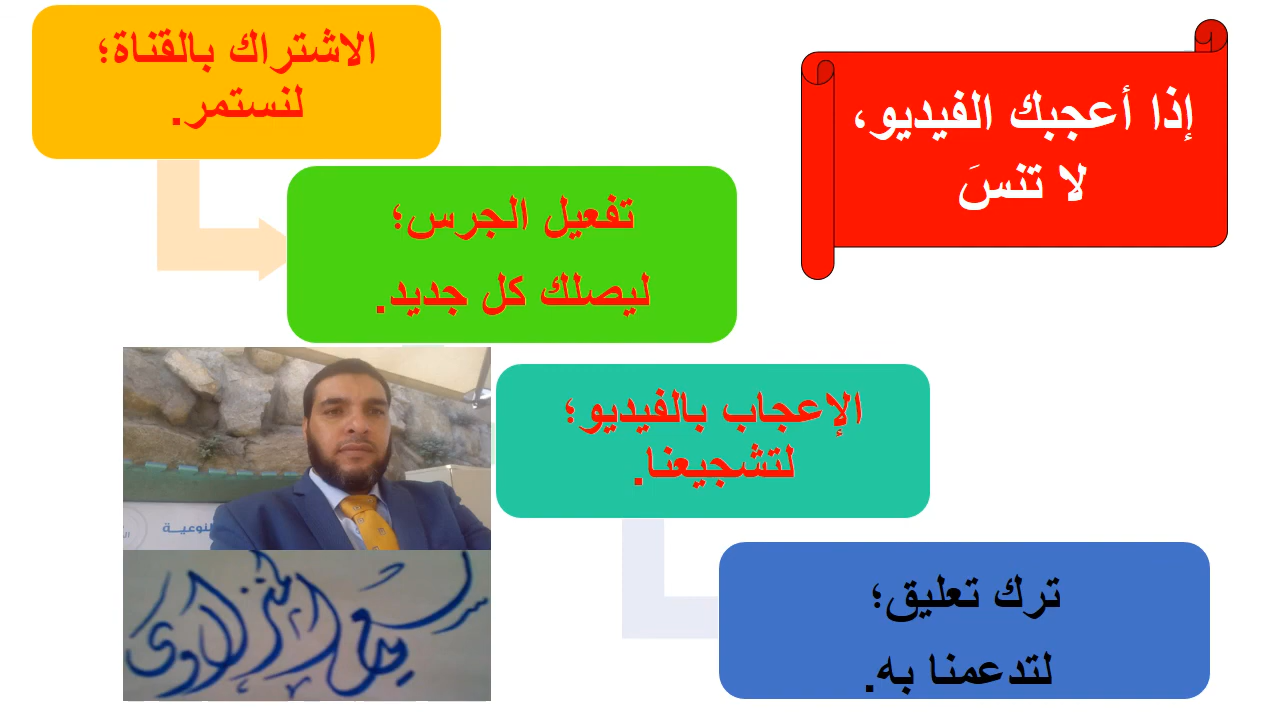 إذا أعجبك الفيديو،
لا تنسَ
الاشتراك بالقناة؛
لنستمر.
تفعيل الجرس؛
ليصلك كل جديد.
الإعجاب بالفيديو؛
لتشجيعنا.
ترك تعليق؛
لتدعمنا به.
لنوعيــة